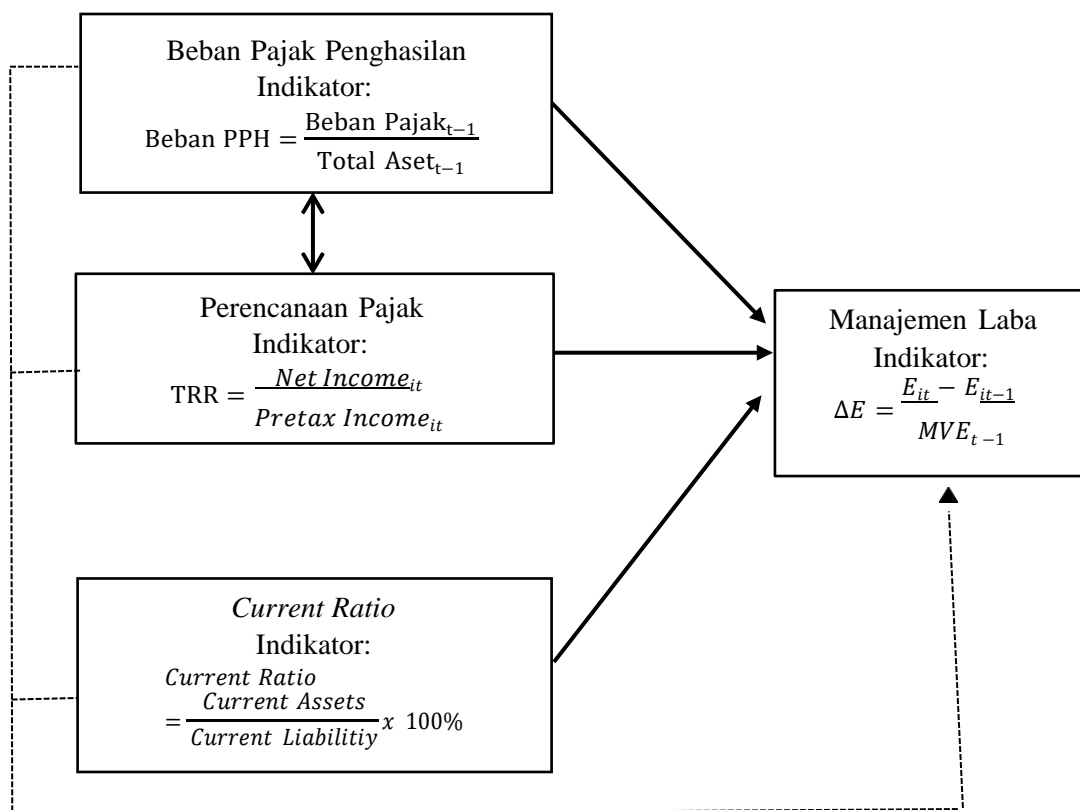 Beban Pajak Penghasilan
Indikator:
Beban PPH = Beban Pajak_{t−1} / Total Aset_{t−1}
Perencanaan Pajak
Indikator:
TRR = Net Income_{it} / Pretax Income_{it}
Manajemen Laba
Indikator:
ΔE = E_{it} − E_{it−1} / MVE_{t−1}
Current Ratio
Indikator:
Current Ratio
= Current Assets / Current Liabilitiy x 100%